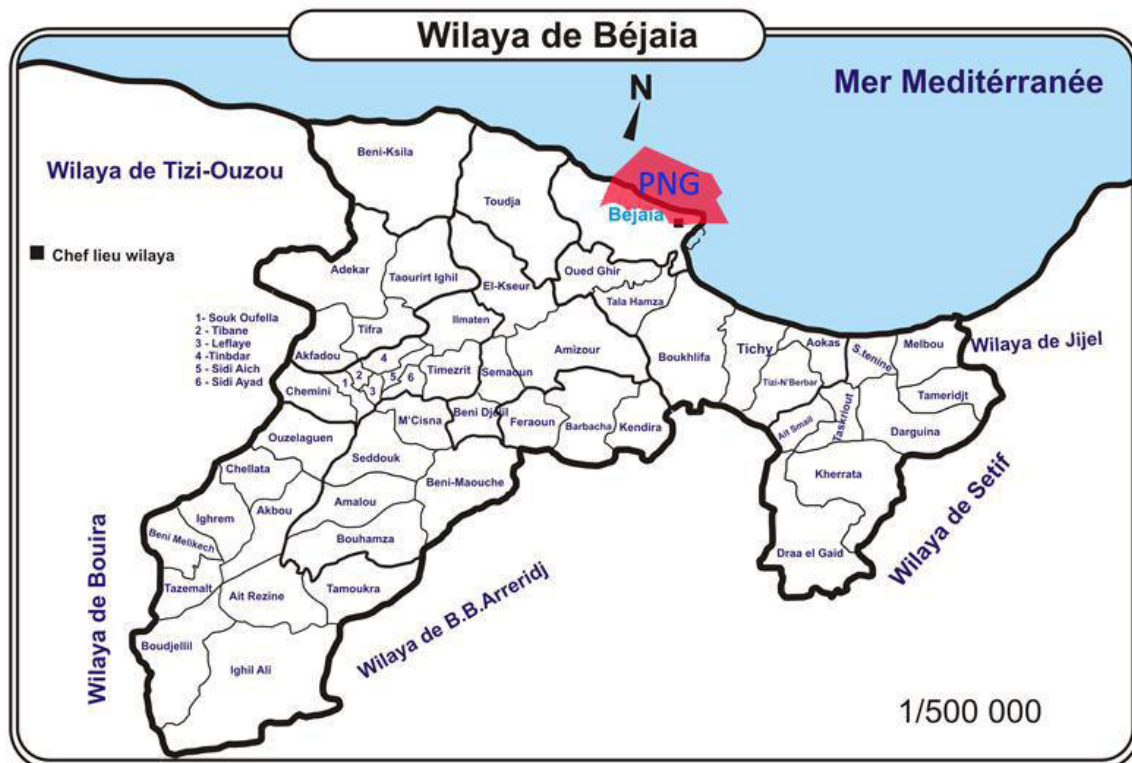 Wilaya de Béjaia
Mer Meditérranée
N
Wilaya de Tizi-Ouzou
Beni-Ksila
PNG
Toudja
Béjaia
Chef lieu wilaya
Adekar
Taourirt Ighil
El-Kseur
Oued Ghir
Tala Hamza
1- Souk Oufella
2 - Tibane
3 - Leflaye
4 -Tinbdar
5 - Sidi Aich
6 - Sidi Ayad
Tifra
Ilmaten
Akfadou
Amizour
Boukhlifa
Tichy
Aokas
S.tenine
Melbou
Wilaya de Jijel
Chemini
1
2
3
4
5
6
Timezrit
Semaoun
Tizi-N'Berbar
Tameridjt
M'Cisna
Beni Djelil
Feraoun
Barbacha
Kendira
Ait Smail
Taskriout
Darguina
Ouzelaguen
Seddouk
Chellata
Beni-Maouche
Kherrata
Akbou
Amalou
Ighrem
Beni Melikech
Bouhamza
Draa el Gaid
Wilaya de Setif
Tazemalt
Ait Rezine
Tamoukra
Wilaya de Bouira
Wilaya de B.B.Arreridj
Boudjellil
Ighil Ali
1/500 000